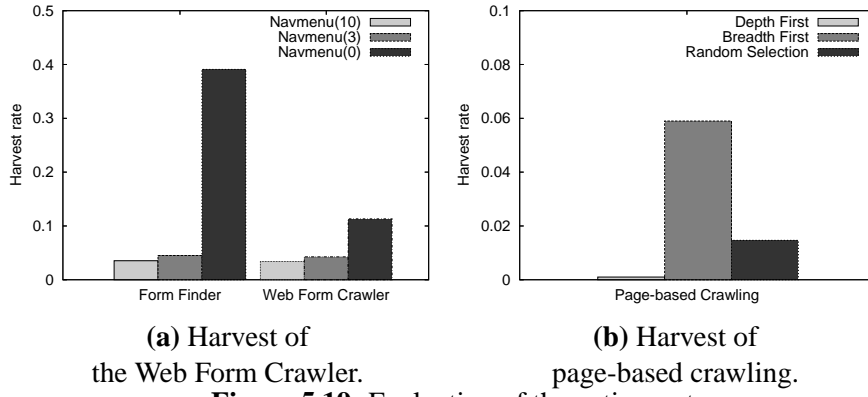 0.5
0.4
0.3
0.2
0.1
0
Harvest rate
Navmenu(10)
Navmenu(3)
Navmenu(0)
Form Finder
Web Form Crawler
0.1
0.08
0.06
0.04
0.02
0
Harvest rate
Depth First
Breadth First
Random Selection
Page-based Crawling
(a) Harvest of
the Web Form Crawler.
(b) Harvest of
page-based crawling.